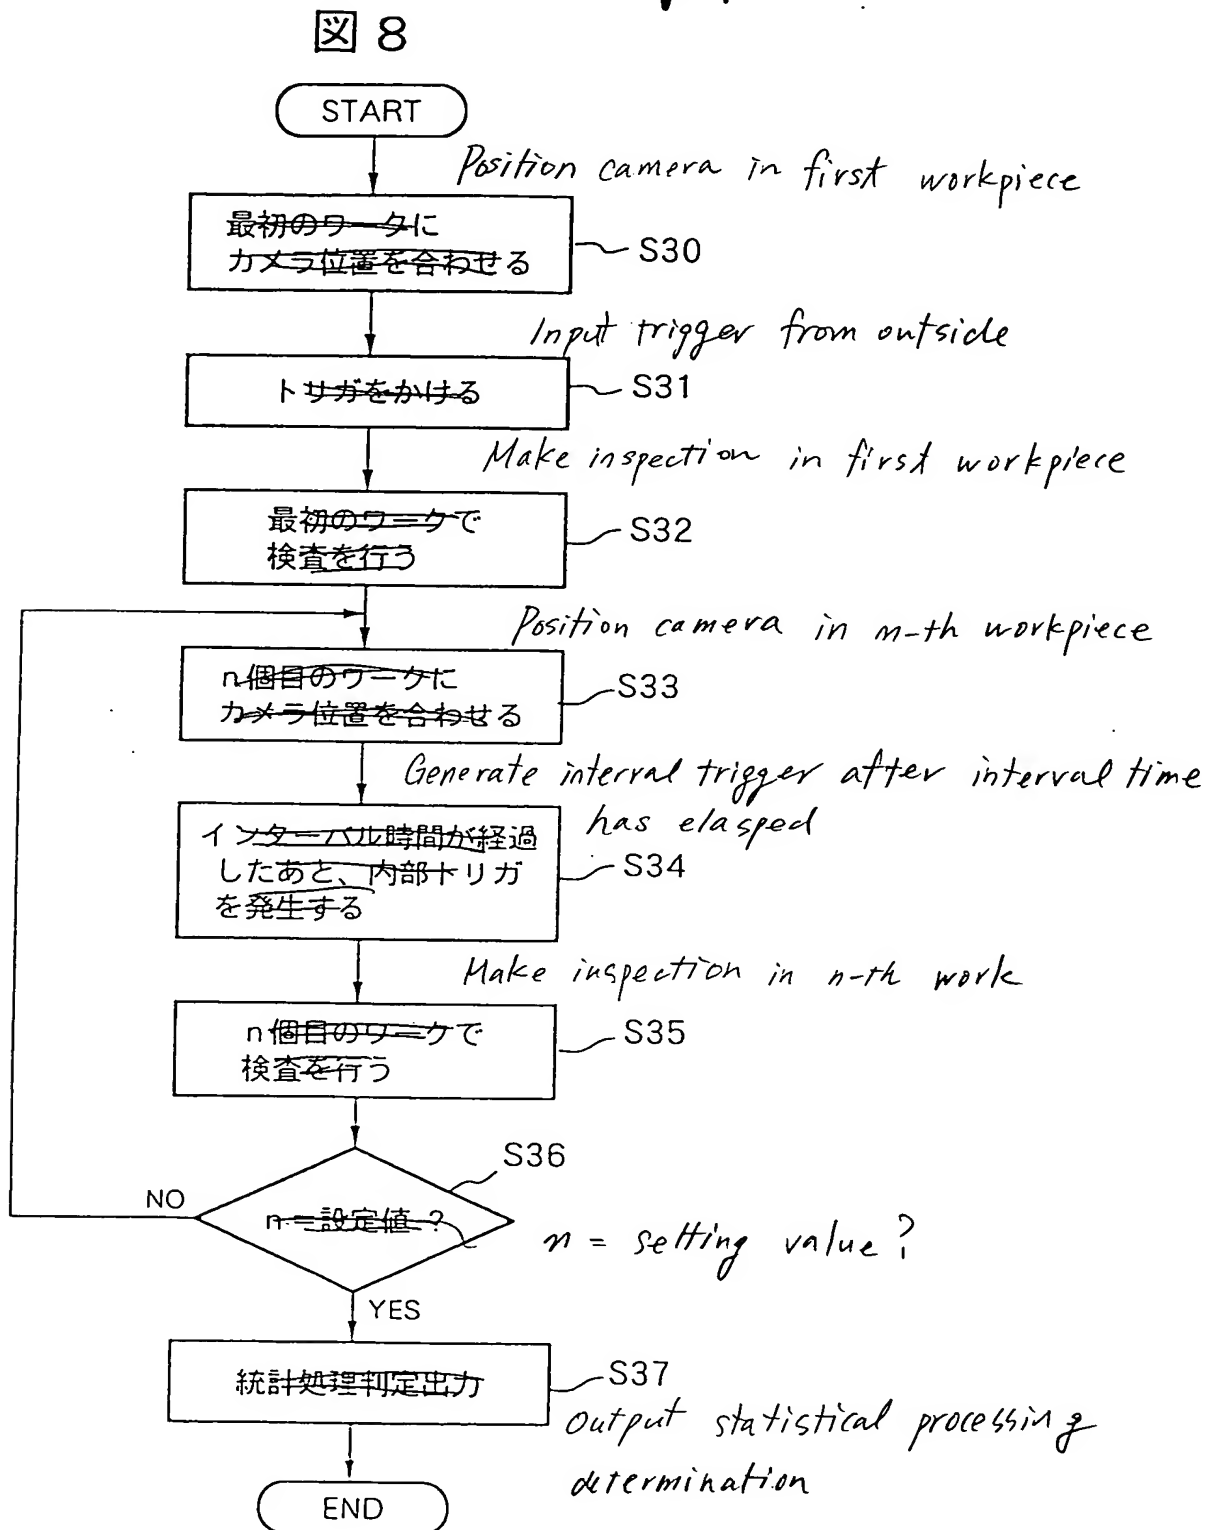 図 8
START
Position camera in first workpiece
最初のワータに
カメラ位置を合わせる
S30
Input trigger from outside
トサガをかける
S31
Make inspection in first workpiece
最初のワークで
検査を行う
S32
Position camera in n-th workpiece
n個目のワークに
カメラ位置を合わせる
S33
Generate interval trigger after interval time
has elasped
インターバル時間が経過
したあと、内部トリガ
を発生する
S34
Make inspection in n-th work
n個目のワークで
検査を行う
S35
S36
NO
n=設定値?
n = setting value?
YES
統計処理判定出力
S37
Output statistical processing
determination
END